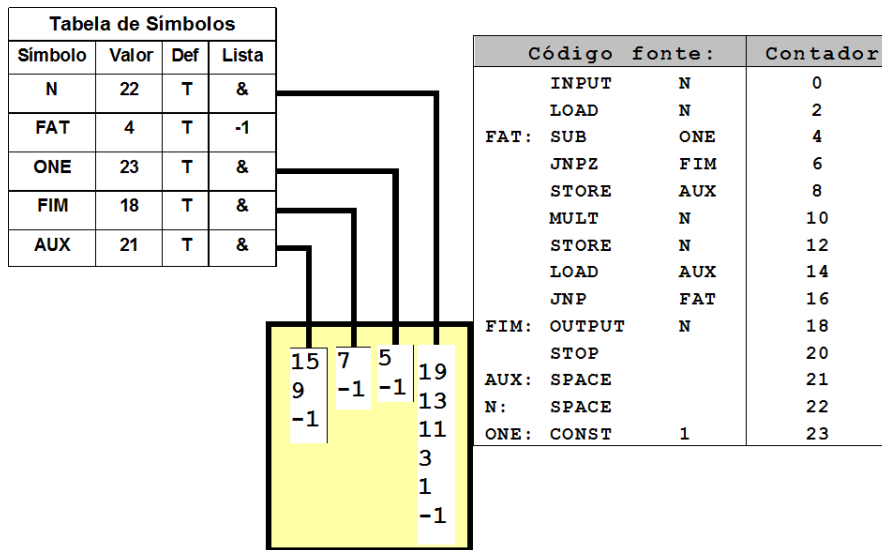 Tabela de Símbolos
Símbolo Valor Def Lista
N 22 T &
FAT 4 T -1
ONE 23 T &
FIM 18 T &
AUX 21 T &
15
9
-1
7
-1
5
-1
19
13
11
3
1
-1
Código fonte: Contador
INPUT N 0
LOAD N 2
FAT: SUB ONE 4
JNPZ FIM 6
STORE AUX 8
MULT N 10
STORE N 12
LOAD AUX 14
JNP FAT 16
FIM: OUTPUT N 18
STOP 20
AUX: SPACE 21
N: SPACE 22
ONE: CONST 1 23